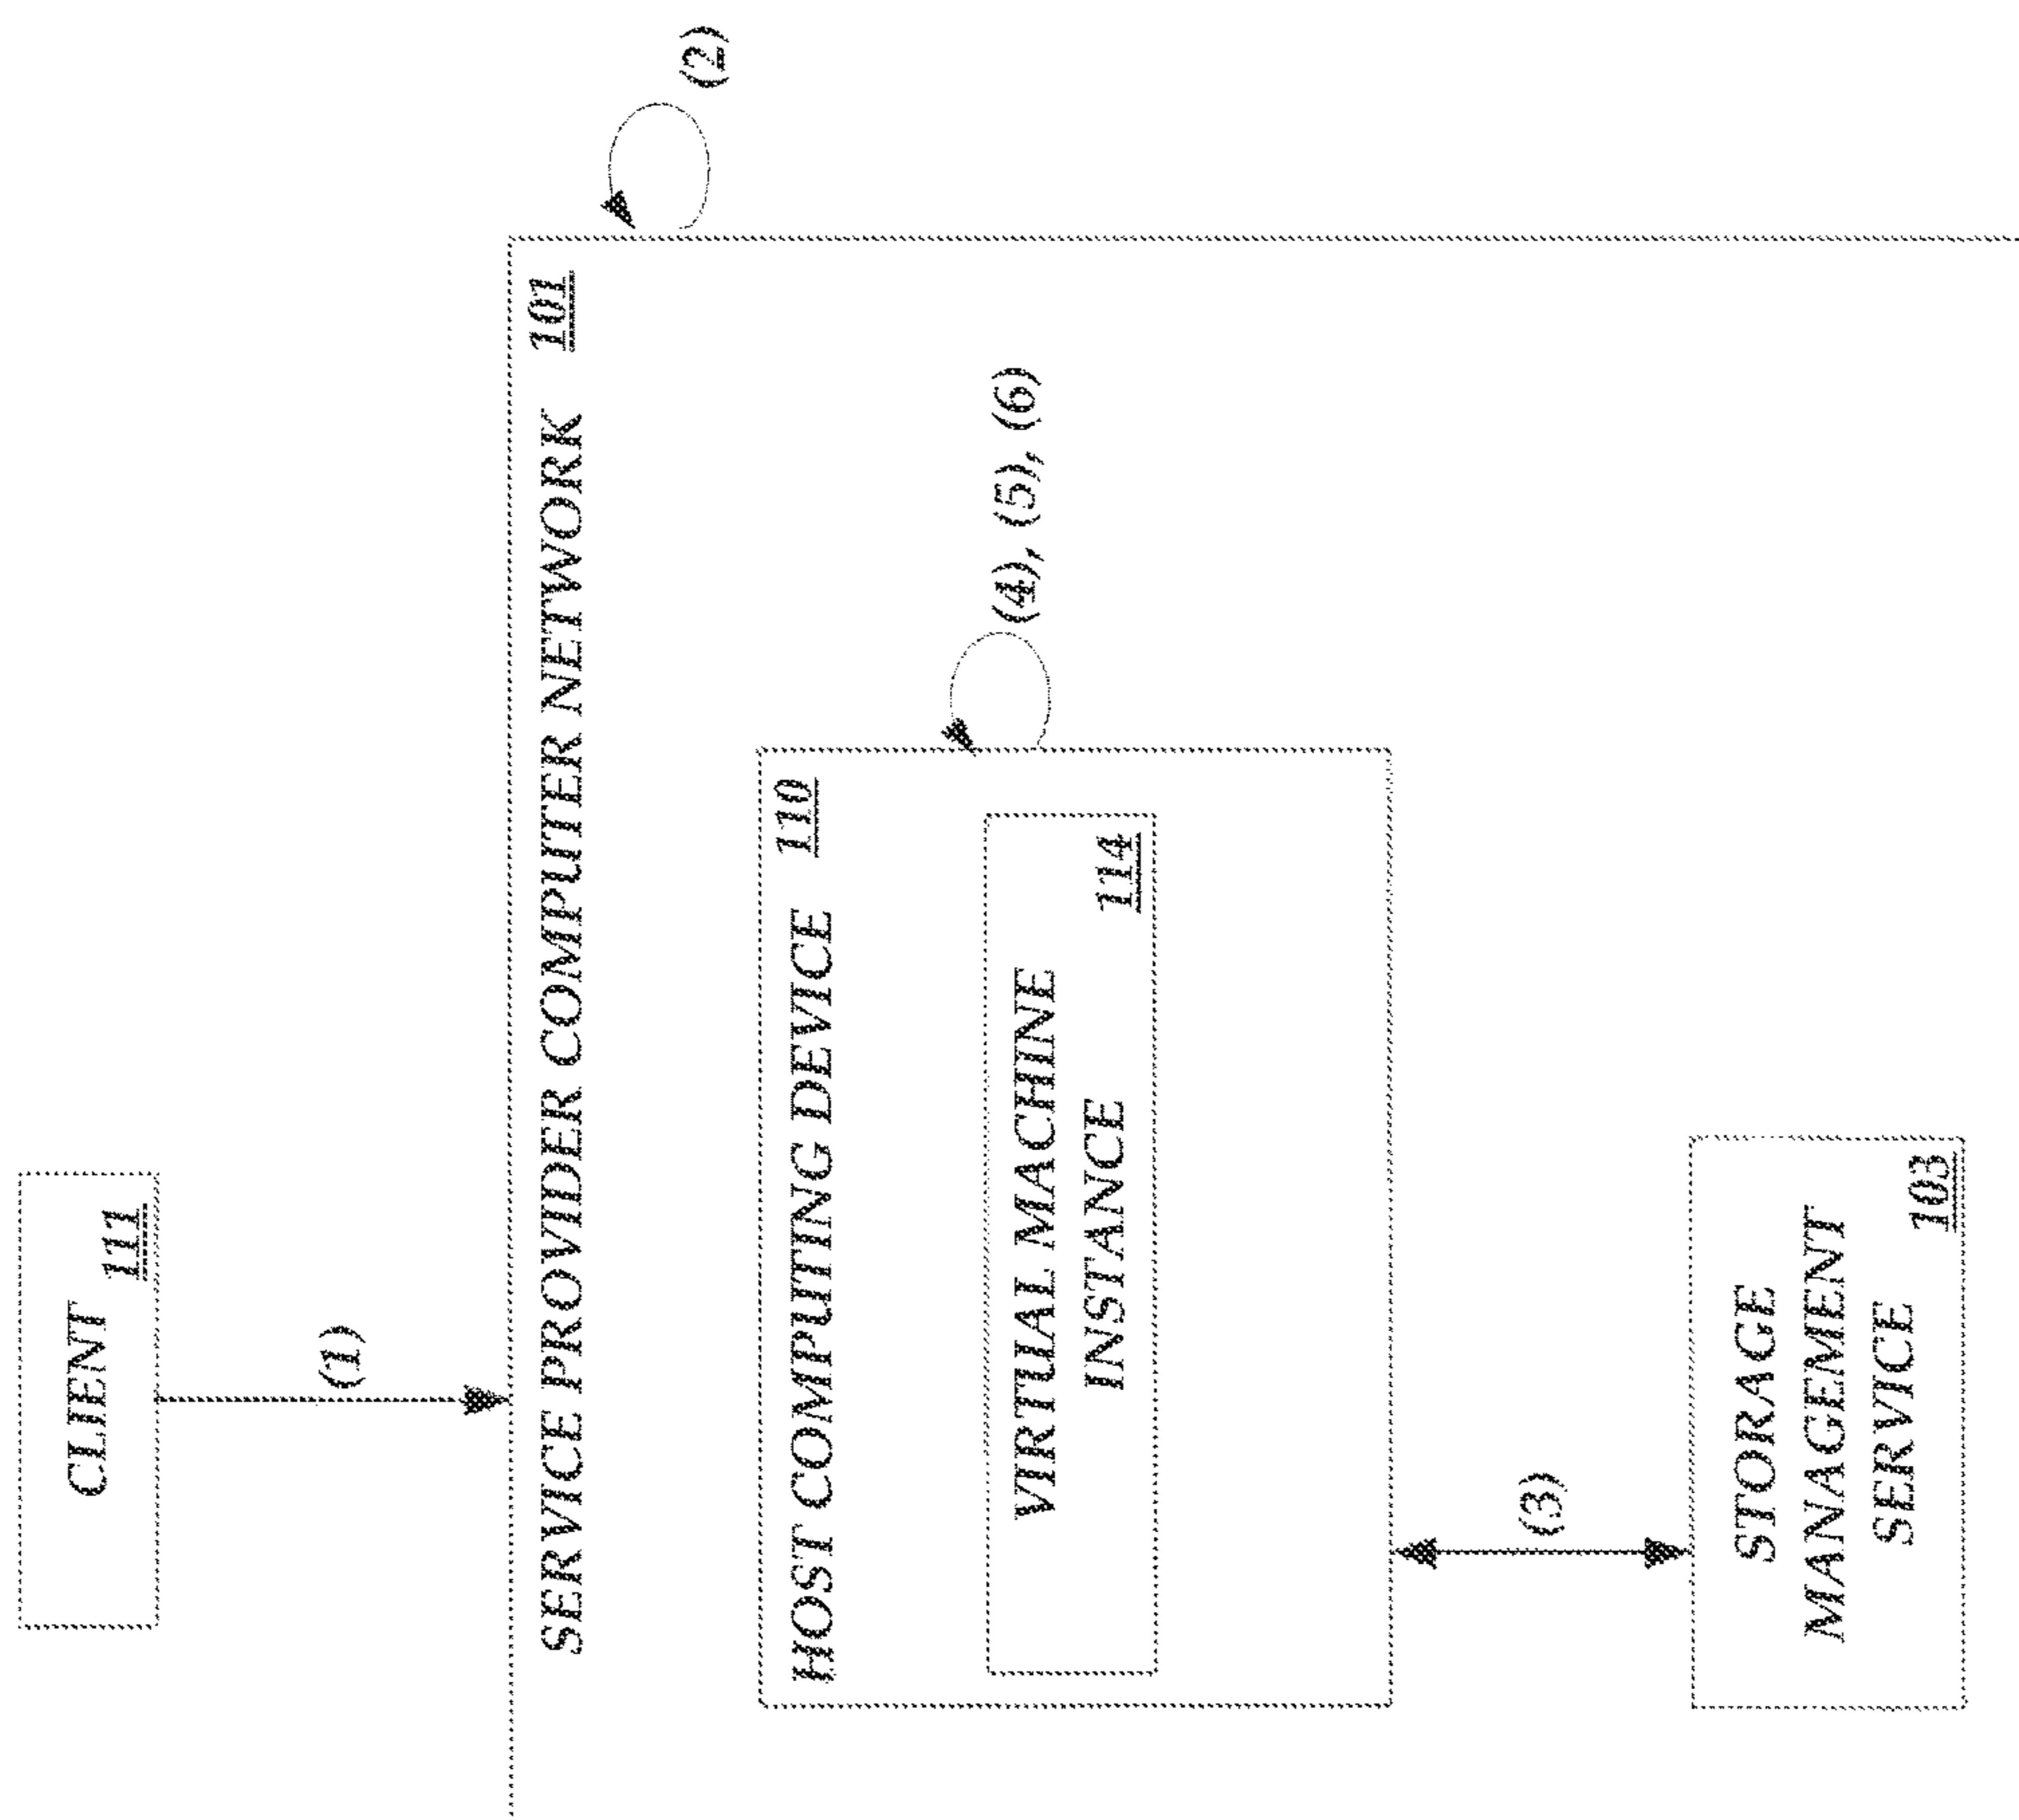 (2)
SERVICE PROVIDER COMPUTER NETWORK 101
(4), (5), (6)
HOST COMPUTING DEVICE 110
VIRTUAL MACHINE
INSTANCE
114
CLIENT
111
(1)
(3)
STORAGE
MANAGEMENT
SERVICE
103